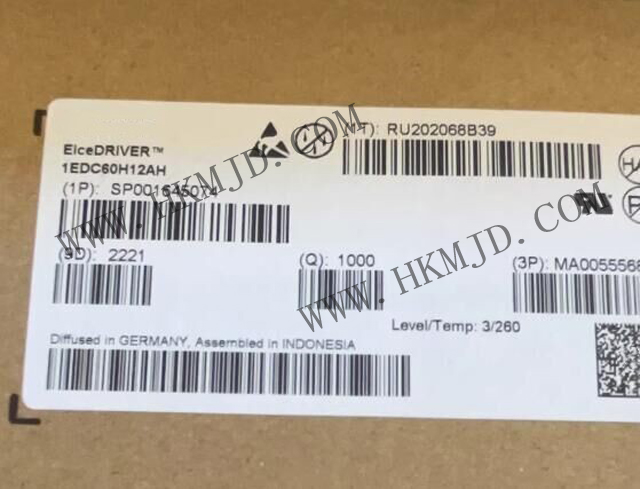 EiceDRIVER™
1EDC60H12AH
(1P): SP001645074
(1T): RU202068B39
(9D): 2221
(Q): 1000
(3P): MA0055568
Level/Temp: 3/260
Diffused in GERMANY, Assembled in INDONESIA
WWW.HKMJD.COM
WWW.HKMJD.COM